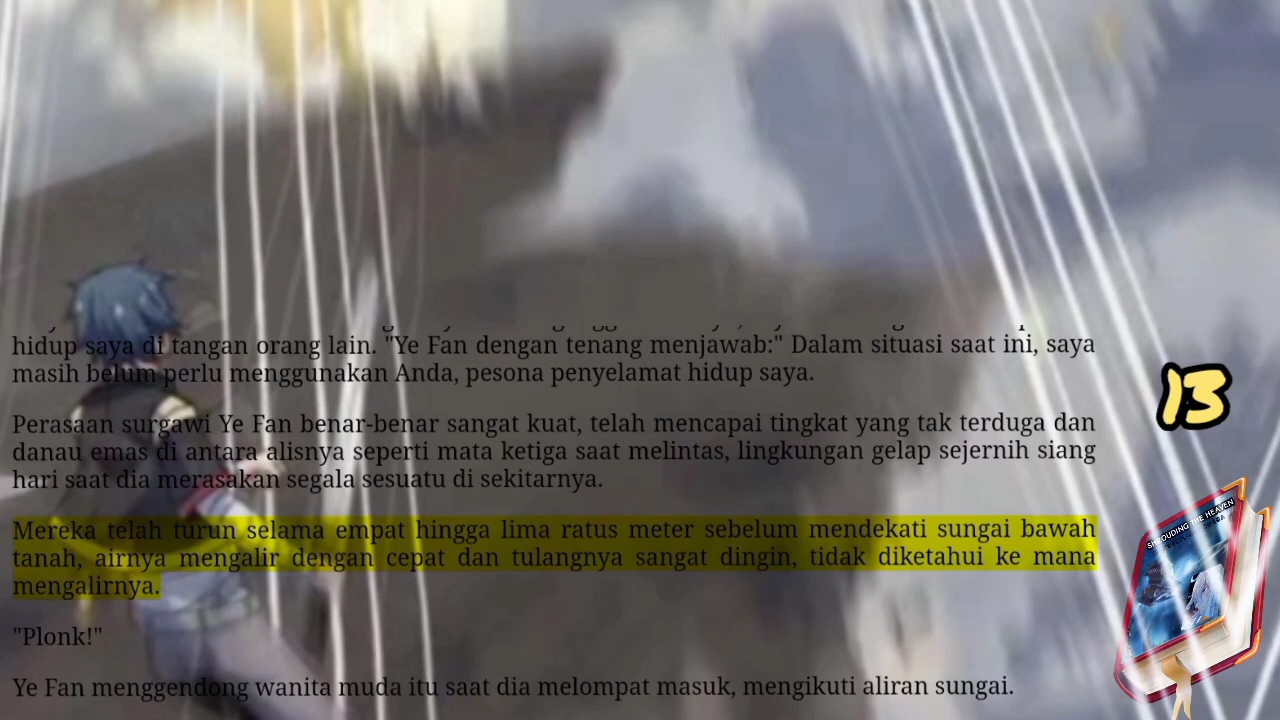 hidup saya di tangan orang lain. "Ye Fan dengan tenang menjawab:" Dalam situasi saat ini, saya
masih belum perlu menggunakan Anda, pesona penyelamat hidup saya.
Perasaan surgawi Ye Fan benar-benar sangat kuat, telah mencapai tingkat yang tak terduga dan
danau emas di antara alisnya seperti mata ketiga saat melintas, lingkungan gelap sejernih siang
hari saat dia merasakan segala sesuatu di sekitarnya.
Mereka telah turun selama empat hingga lima ratus meter sebelum mendekati sungai bawah
tanah, airnya mengalir dengan cepat dan tulangnya sangat dingin, tidak diketahui ke mana
mengalirnya.
"Plonk!"
Ye Fan menggendong wanita muda itu saat dia melompat masuk, mengikuti aliran sungai.
13
SHROUDING THE HEAVEN